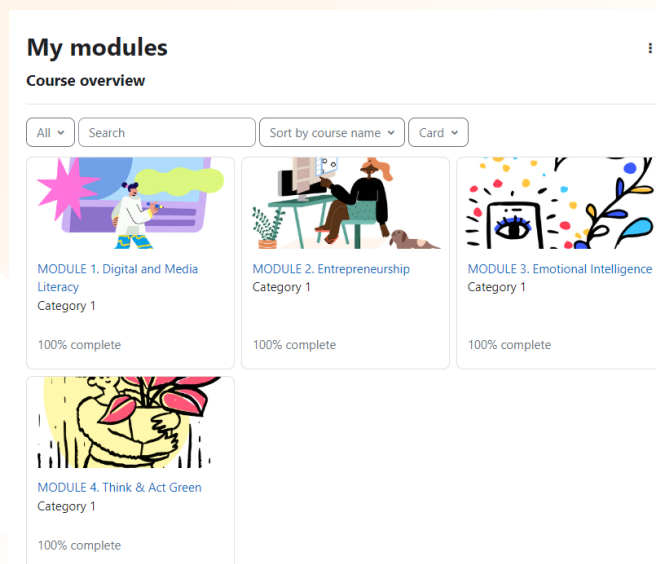 My modules
Course overview
All
Search
Sort by course name
Card
MODULE 1. Digital and Media
Literacy
Category 1
100% complete
MODULE 2. Entrepreneurship
Category 1
100% complete
MODULE 3. Emotional Intelligence
Category 1
100% complete
MODULE 4. Think & Act Green
Category 1
100% complete